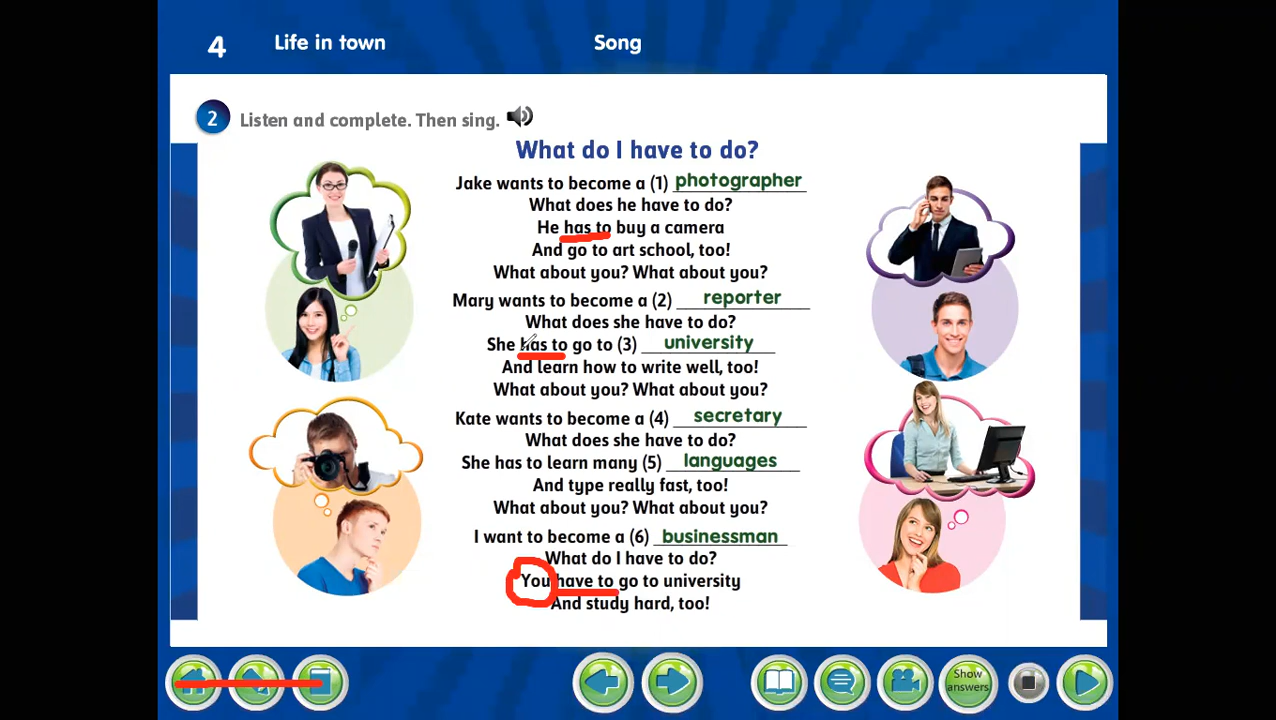 4 Life in town Song
2 Listen and complete. Then sing.
What do I have to do?
Jake wants to become a (1) photographer
What does he have to do?
He has to buy a camera
And go to art school, too!
What about you? What about you?
Mary wants to become a (2) reporter
What does she have to do?
She has to go to (3) university
And learn how to write well, too!
What about you? What about you?
Kate wants to become a (4) secretary
What does she have to do?
She has to learn many (5) languages
And type really fast, too!
What about you? What about you?
I want to become a (6) businessman
What do I have to do?
You have to go to university
And study hard, too!
Show
answers